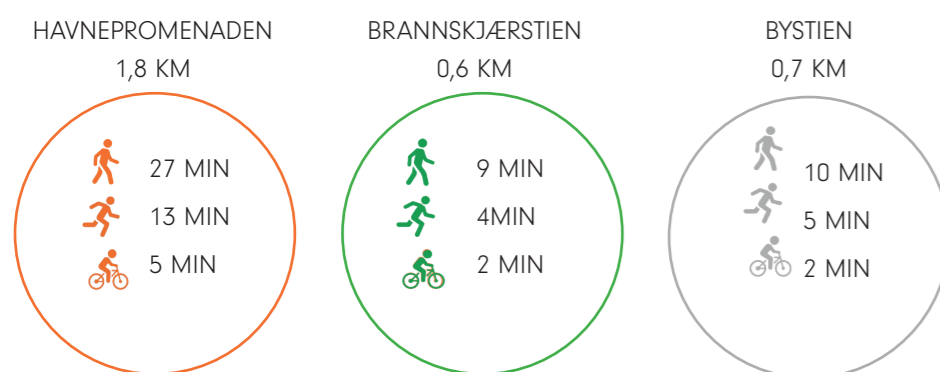 HAVNEPROMENADEN
1,8 KM
27 MIN
13 MIN
5 MIN
BRANNSKJÆRSTIEN
0,6 KM
9 MIN
4MIN
2 MIN
BYSTIEN
0,7 KM
10 MIN
5 MIN
2 MIN